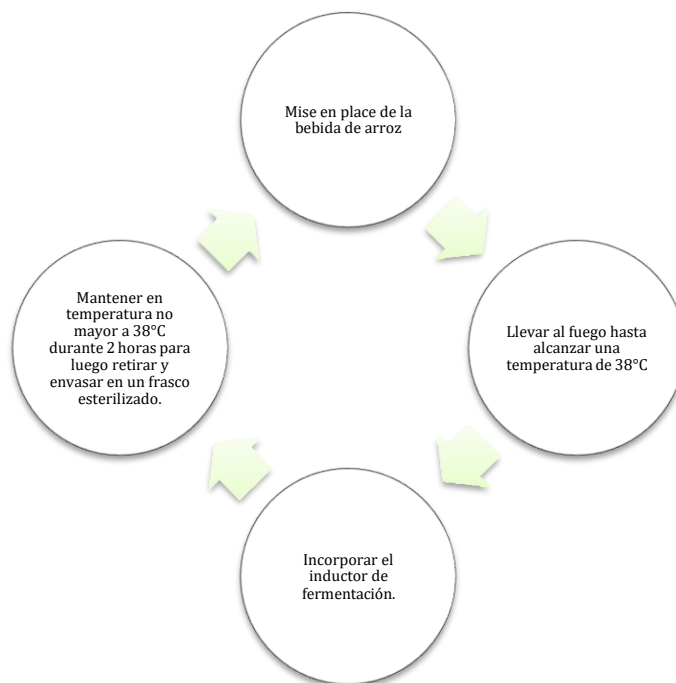 Mise en place de la
bebida de arroz
Llevar al fuego hasta
alcanzar una
temperatura de 38°C
Incorporar el
inductor de
fermentación.
Mantener en
temperatura no
mayor a 38°C
durante 2 horas para
luego retirar y
envasar en un frasco
esterilizado.